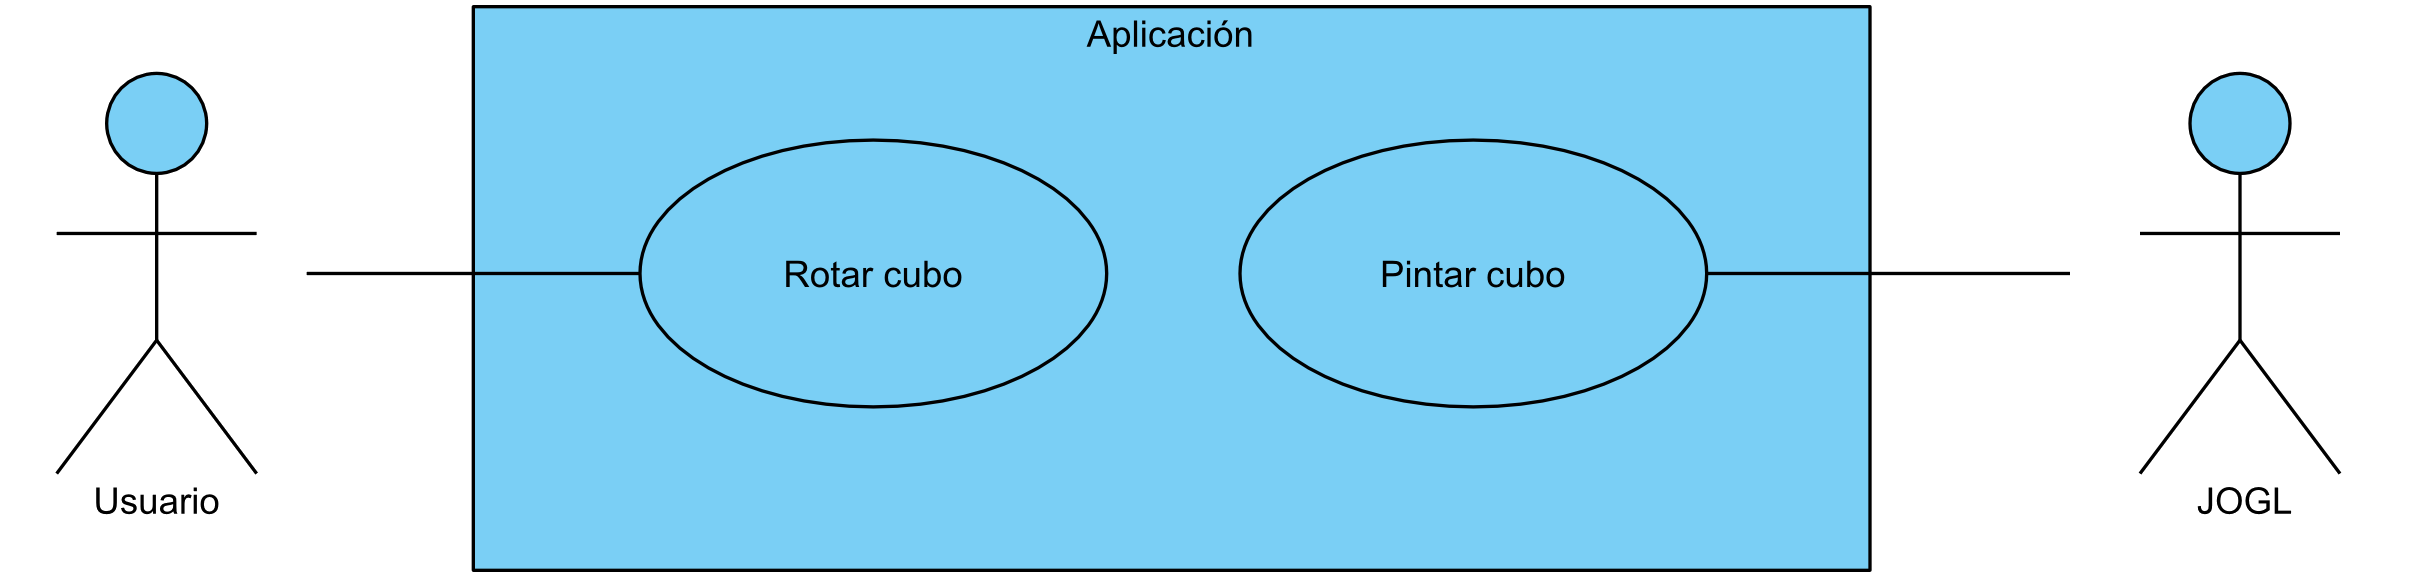 Aplicación
Rotar cubo
Pintar cubo
Usuario
JOGL